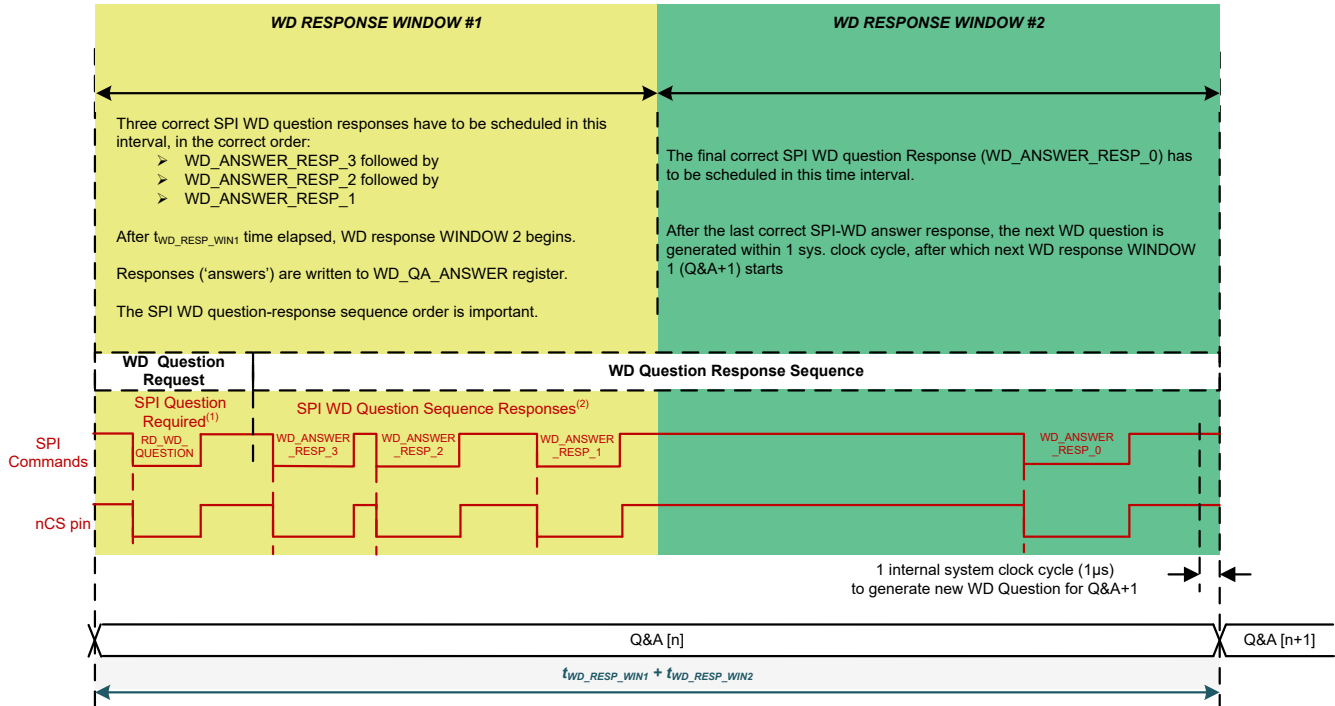 WD RESPONSE WINDOW #1
WD RESPONSE WINDOW #2
Three correct SPI WD question responses have to be scheduled in this
interval, in the correct order:
➢ WD_ANSWER_RESP_3 followed by
➢ WD_ANSWER_RESP_2 followed by
➢ WD_ANSWER_RESP_1
After tWD_RESP_WIN1 time elapsed, WD response WINDOW 2 begins.
Responses (‘answers’) are written to WD_QA_ANSWER register.
The SPI WD question-response sequence order is important.
The final correct SPI WD question Response (WD_ANSWER_RESP_0) has
to be scheduled in this time interval.
After the last correct SPI-WD answer response, the next WD question is
generated within 1 sys. clock cycle, after which next WD response WINDOW
1 (Q&A+1) starts
WD Question
Request
WD Question Response Sequence
SPI Question
Required(1)
SPI WD Question Sequence Responses(2)
SPI
Commands
RD_WD_
QUESTION
WD_ANSWER
_RESP_3
WD_ANSWER
_RESP_2
WD_ANSWER
_RESP_1
WD_ANSWER
_RESP_0
nCS pin
1 internal system clock cycle (1μs)
to generate new WD Question for Q&A+1
Q&A [n]
Q&A [n+1]
tWD_RESP_WIN1 + tWD_RESP_WIN2